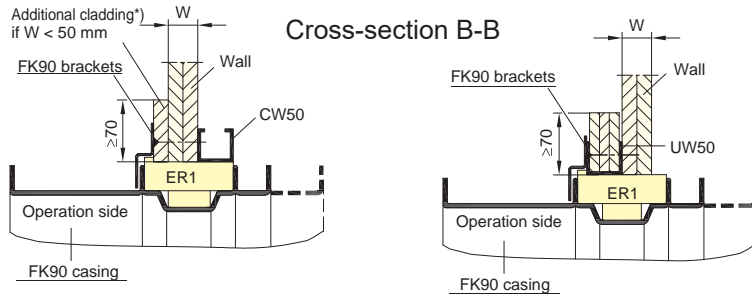 Cross-section B-B
Additional cladding*)
if W < 50 mm
W
FK90 brackets
Wall
CW50
≥70
ER1
Operation side
FK90 casing
W
FK90 brackets
Wall
≥70
UW50
ER1
Operation side
FK90 casing